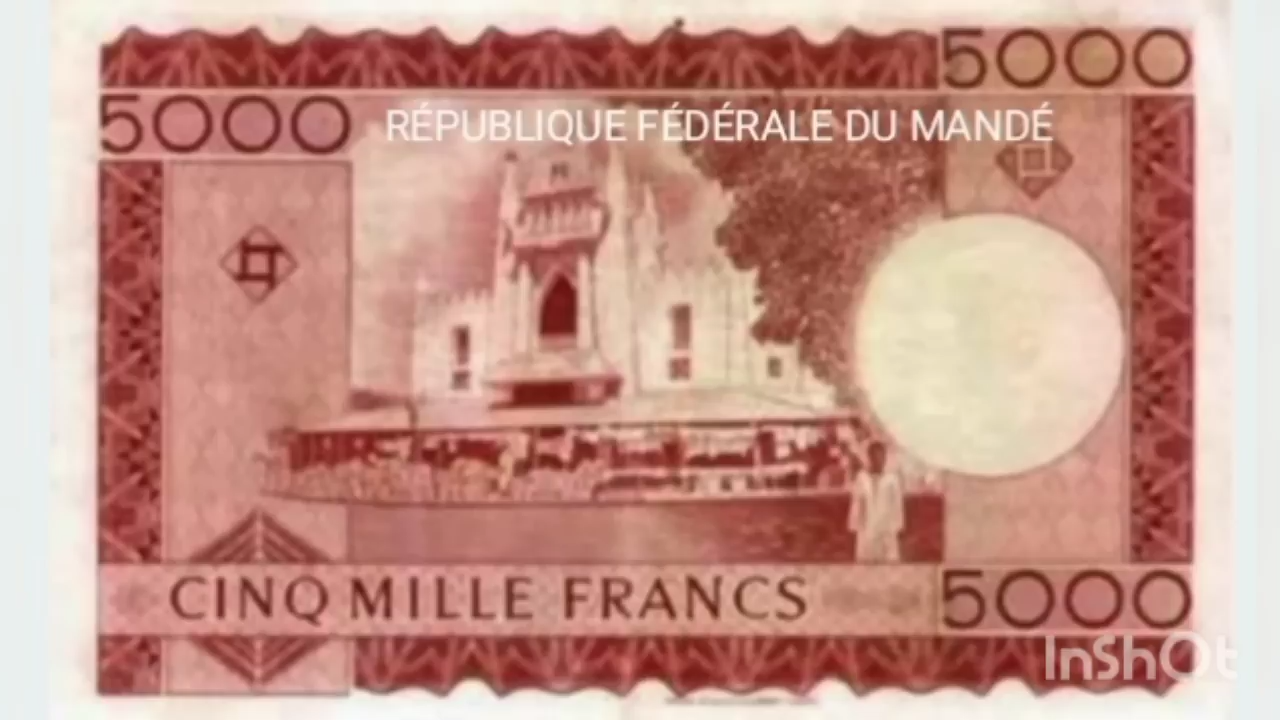 5000
5000
RÉPUBLIQUE FÉDÉRALE DU MANDÉ
CINQ MILLE FRANCS
5000
InShOt